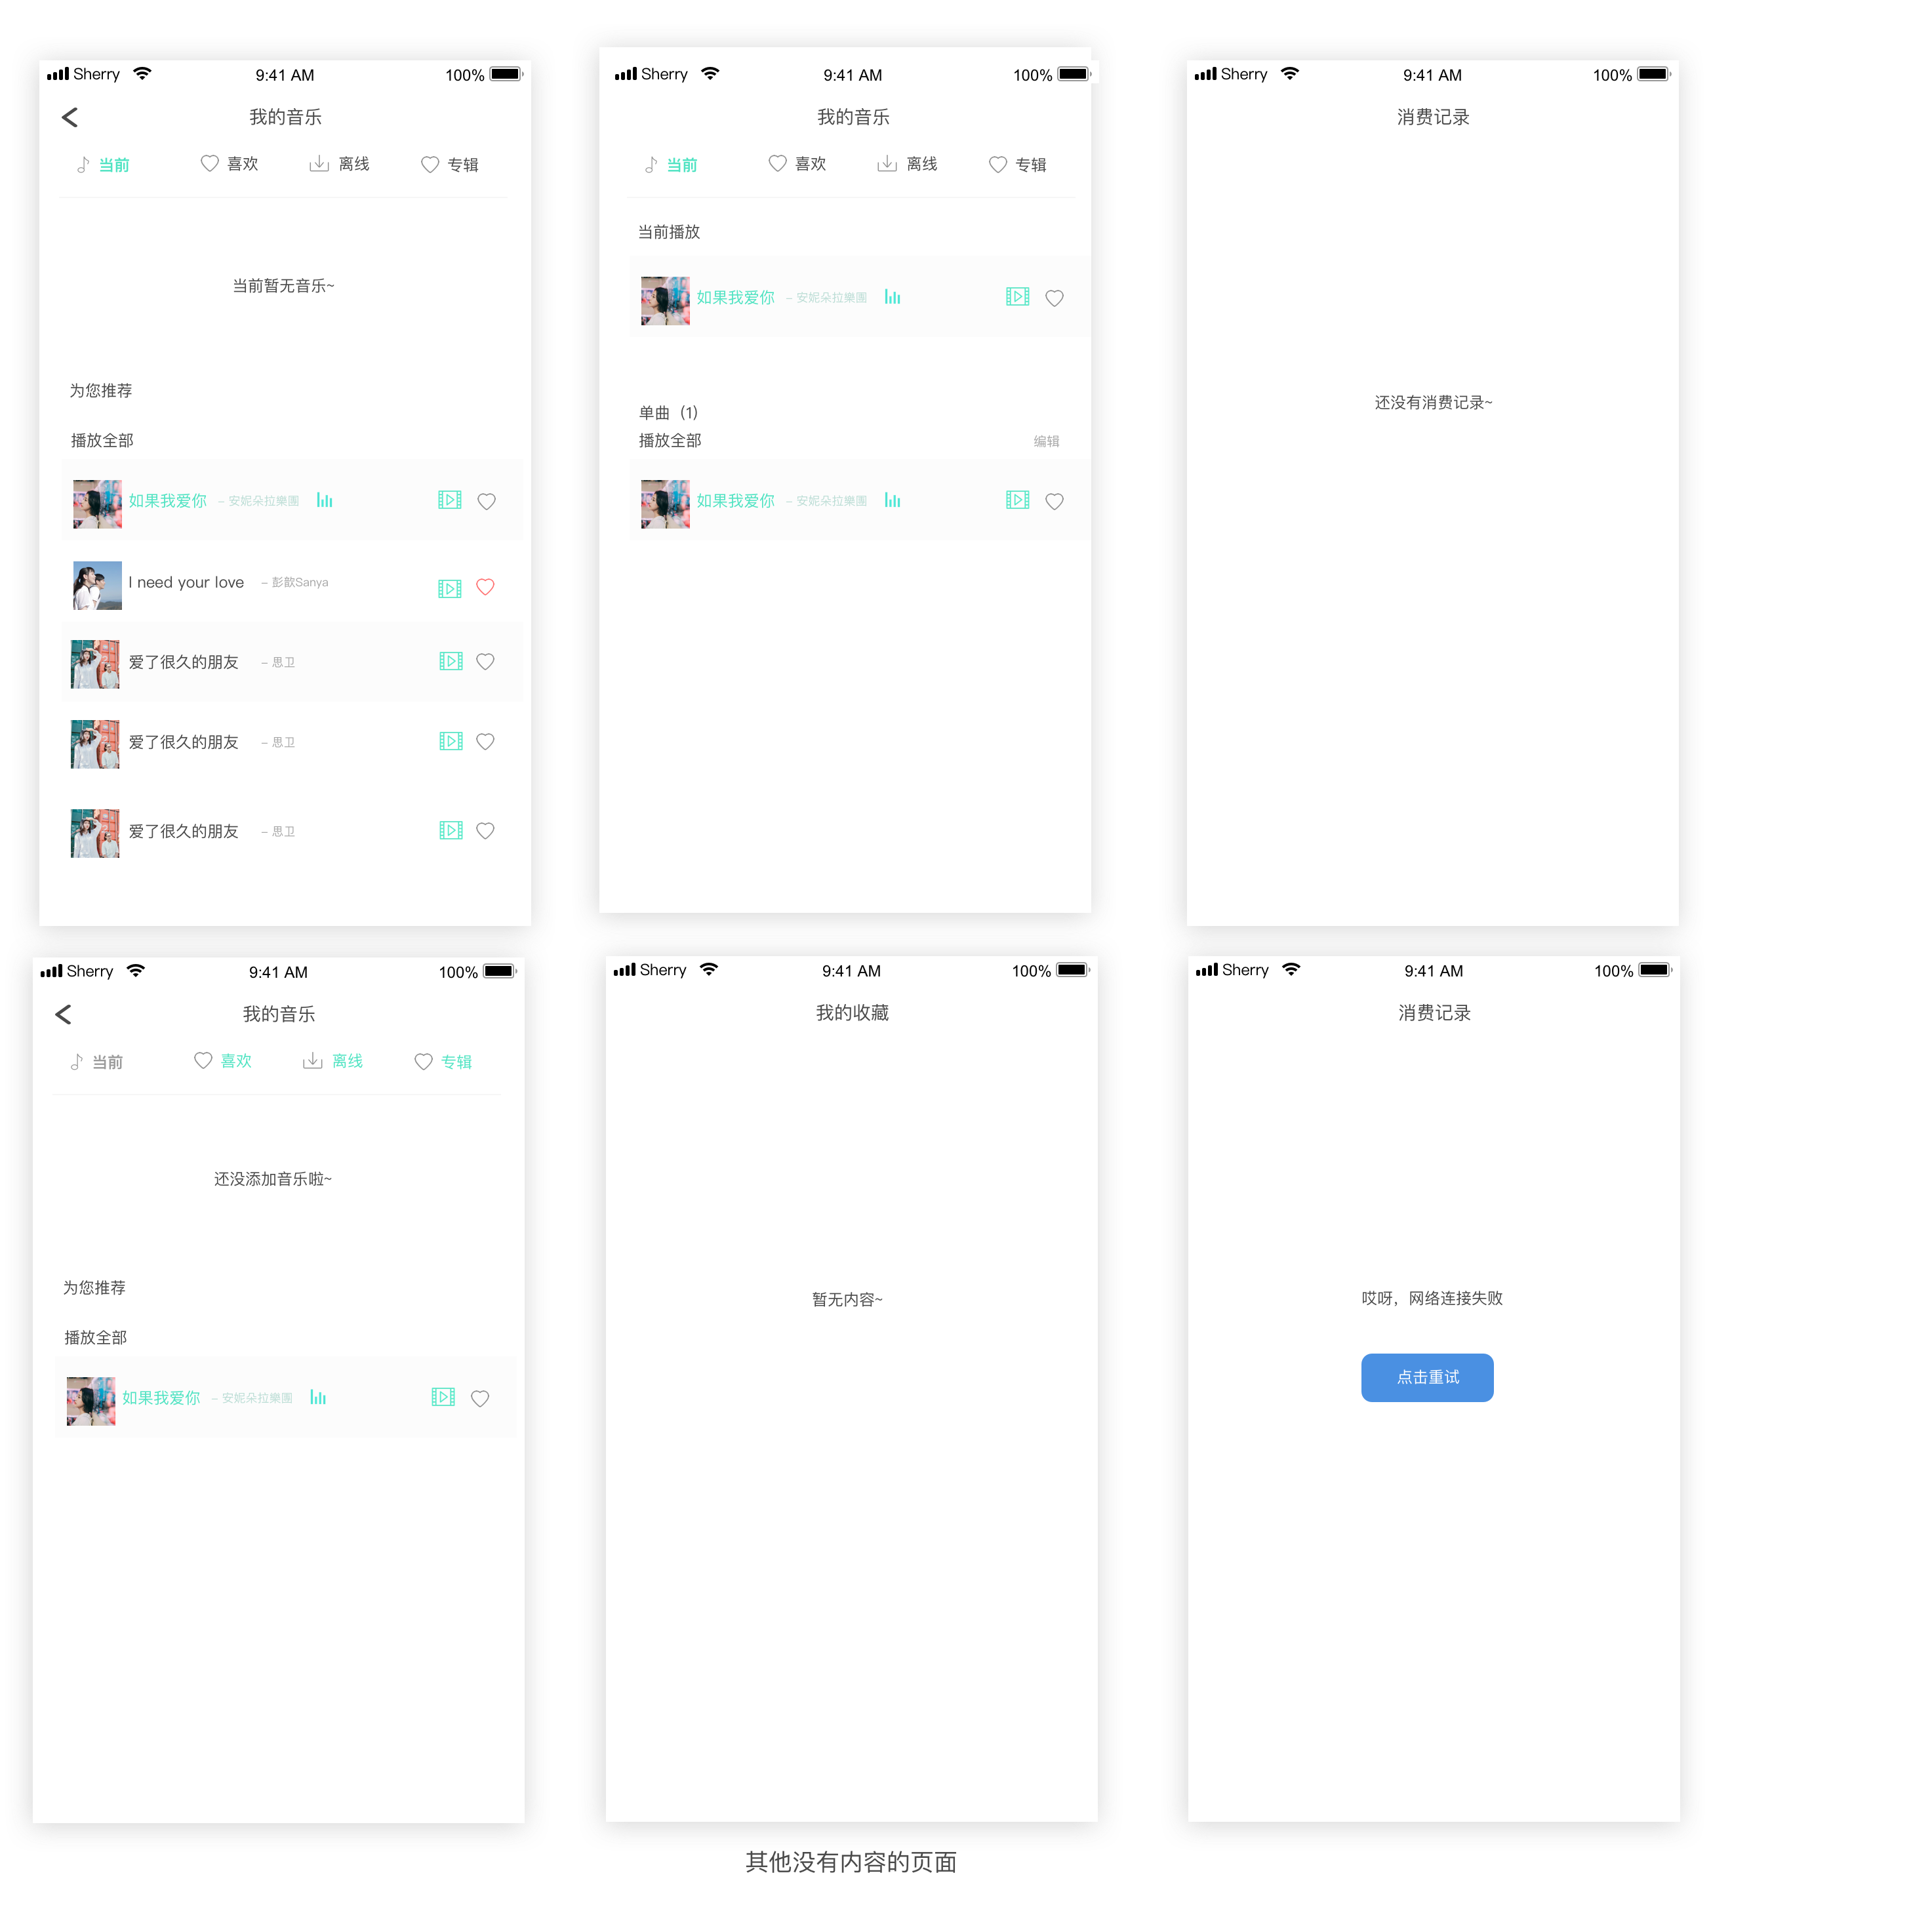 Sherry 9:41 AM 100%
我的音乐
当前 喜欢 离线 专辑
当前暂无音乐~
为您推荐
播放全部
如果我爱你 – 安妮朵拉樂團
I need your love – 彭歆Sanya
爱了很久的朋友 – 思卫
爱了很久的朋友 – 思卫
爱了很久的朋友 – 思卫
Sherry 9:41 AM 100%
我的音乐
当前 喜欢 离线 专辑
当前播放
如果我爱你 – 安妮朵拉樂團
单曲（1）
播放全部 编辑
如果我爱你 – 安妮朵拉樂團
Sherry 9:41 AM 100%
消费记录
还没有消费记录~
Sherry 9:41 AM 100%
我的音乐
当前 喜欢 离线 专辑
还没添加音乐啦~
为您推荐
播放全部
如果我爱你 – 安妮朵拉樂團
Sherry 9:41 AM 100%
我的收藏
暂无内容~
Sherry 9:41 AM 100%
消费记录
哎呀，网络连接失败
点击重试
其他没有内容的页面